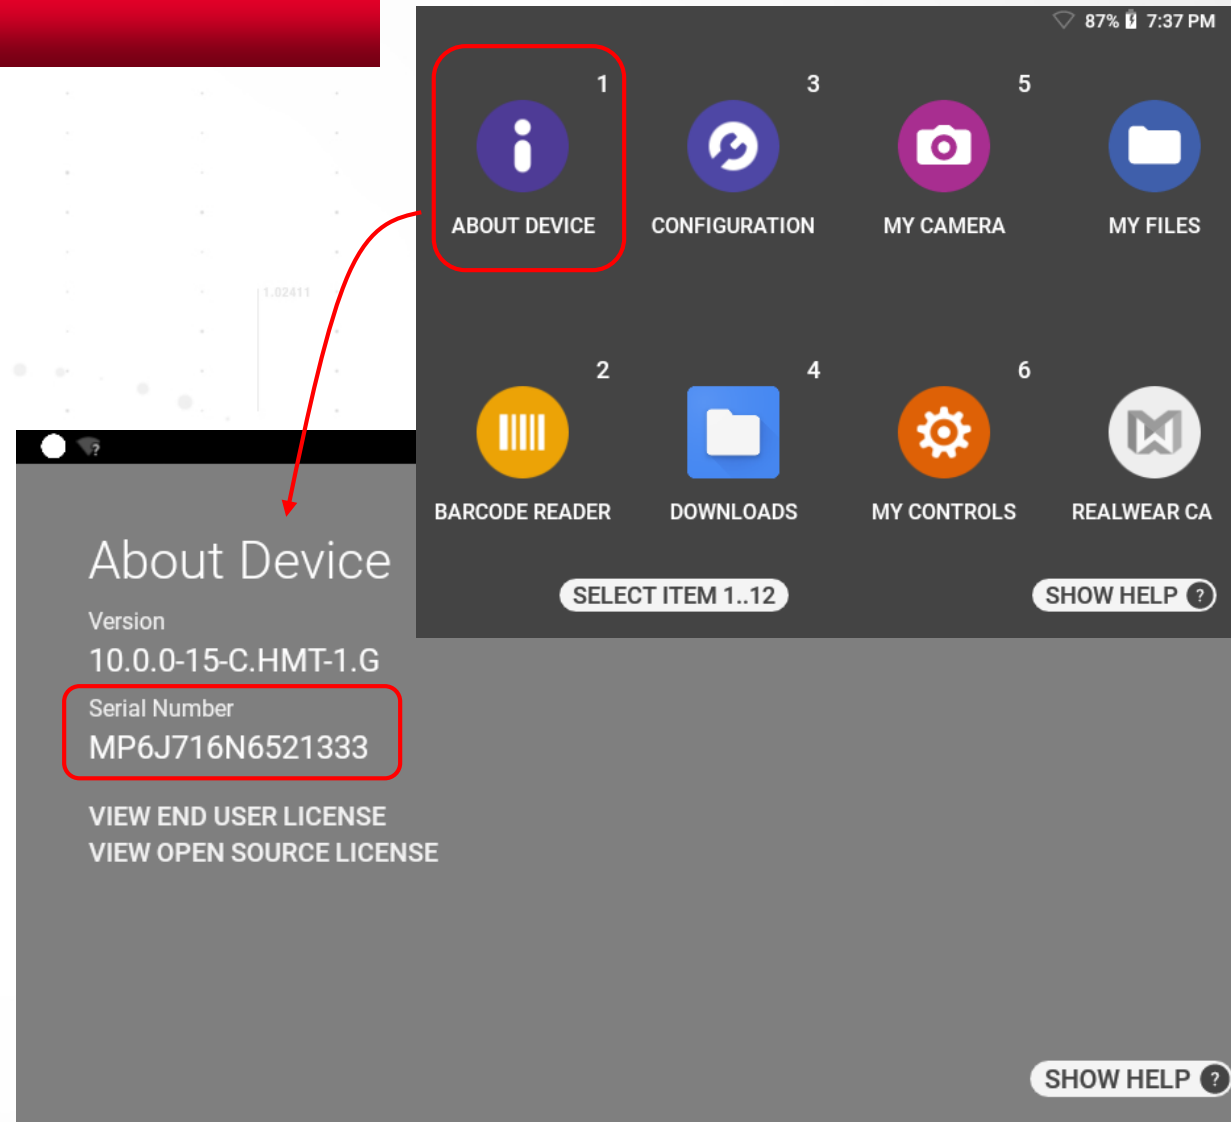 87% 7:37 PM
1
3
5
ABOUT DEVICE
CONFIGURATION
MY CAMERA
MY FILES
1.02411
2
4
6
BARCODE READER
DOWNLOADS
MY CONTROLS
REALWEAR CA
SELECT ITEM 1..12
SHOW HELP ?
?
About Device
Version
10.0.0-15-C.HMT-1.G
Serial Number
MP6J716N6521333
VIEW END USER LICENSE
VIEW OPEN SOURCE LICENSE
SHOW HELP ?